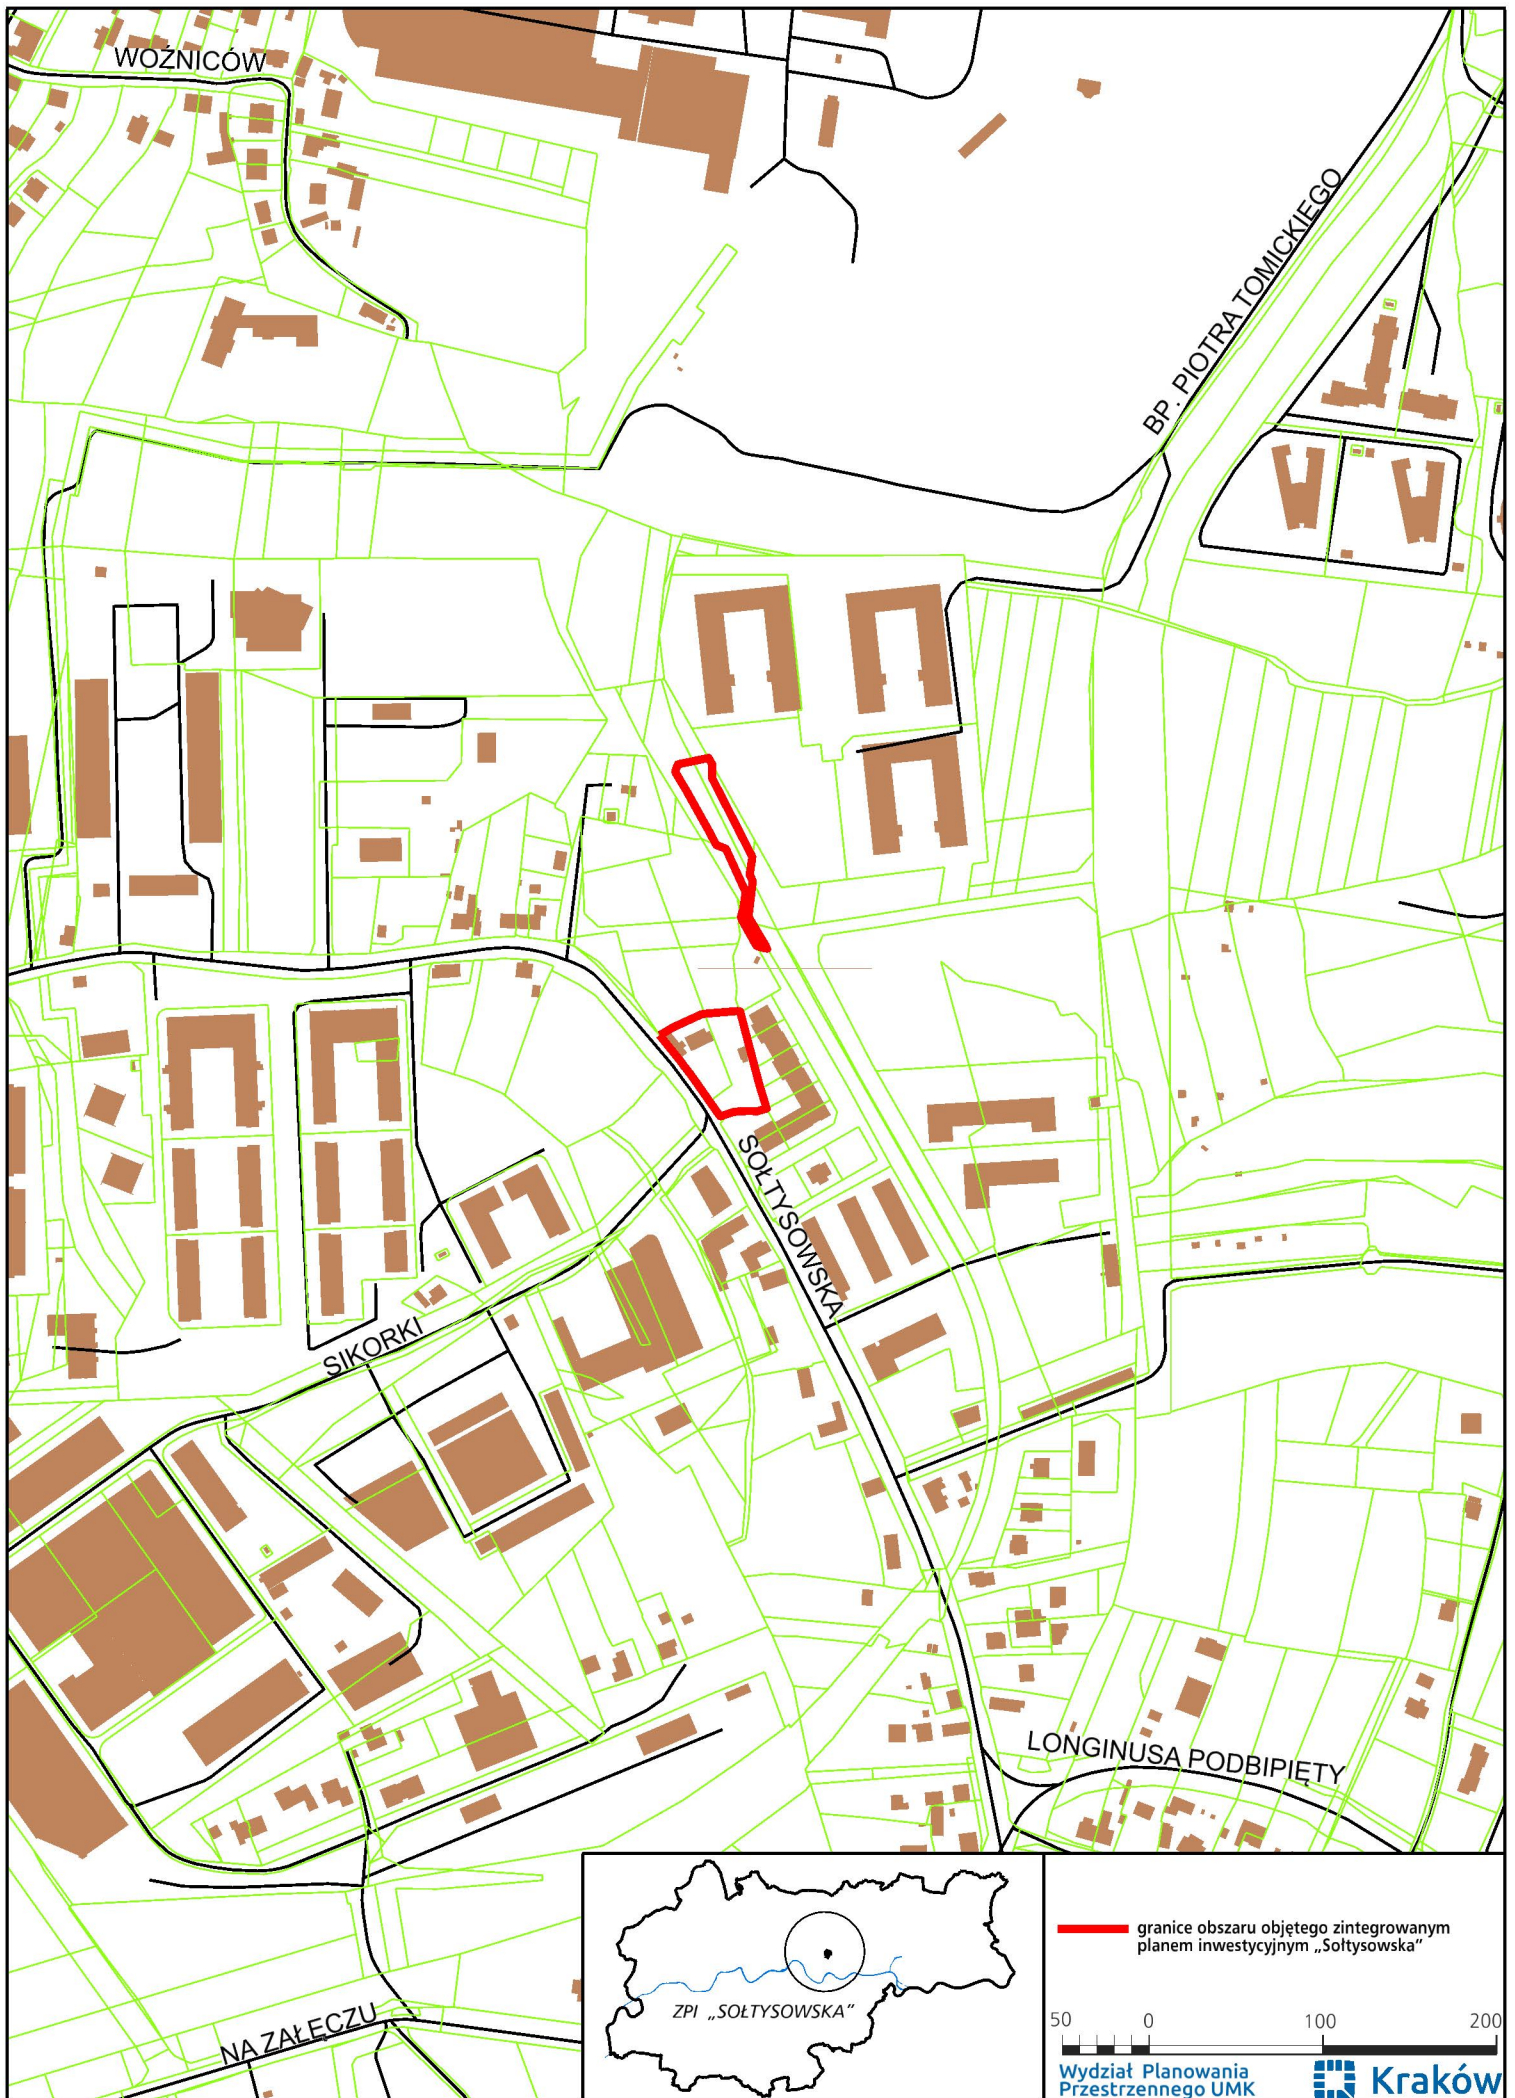 WOŹNICÓW
BP. PIOTRA TOMICKIEGO
SOŁTYSOWSKA
SIKORKI
LONGINUSA PODBIPIĘTY
NA ZAŁĘCZU
ZPI „SOŁTYSOWSKA”
granice obszaru objętego zintegrowanym
planem inwestycyjnym „Sołtysowska”
50 0 100 200
Wydział Planowania
Przestrzennego UMK
Kraków